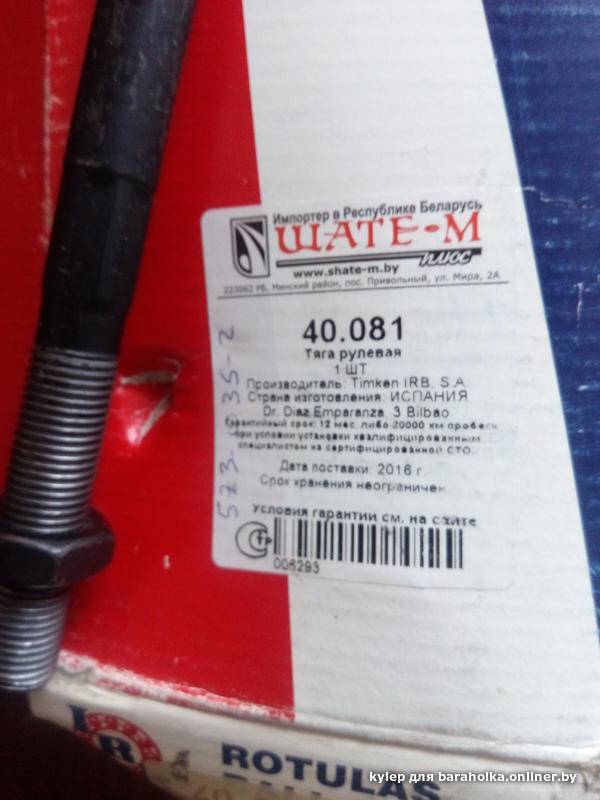 Импортер в Республике Беларусь
ШАТЕ-М
плюс
www.shate-m.by
223062 РБ, Минский район, пос. Привольный, ул. Мира, 2А
40.081
Тяга рулевая
1 ШТ
Производитель: Timken IRB, S.A.
Страна изготовления: ИСПАНИЯ
Dr. Diaz Emparanza, 3 Bilbao
Гарантийный срок: 12 мес. либо 20000 км пробега
при условии установки квалифицированным
специалистом на сертифицированной СТО.
Дата поставки: 2016 г.
Срок хранения неограничен
Условия гарантии см. на сайте
006293
ROTULAS
кулер для baraholka.onliner.by